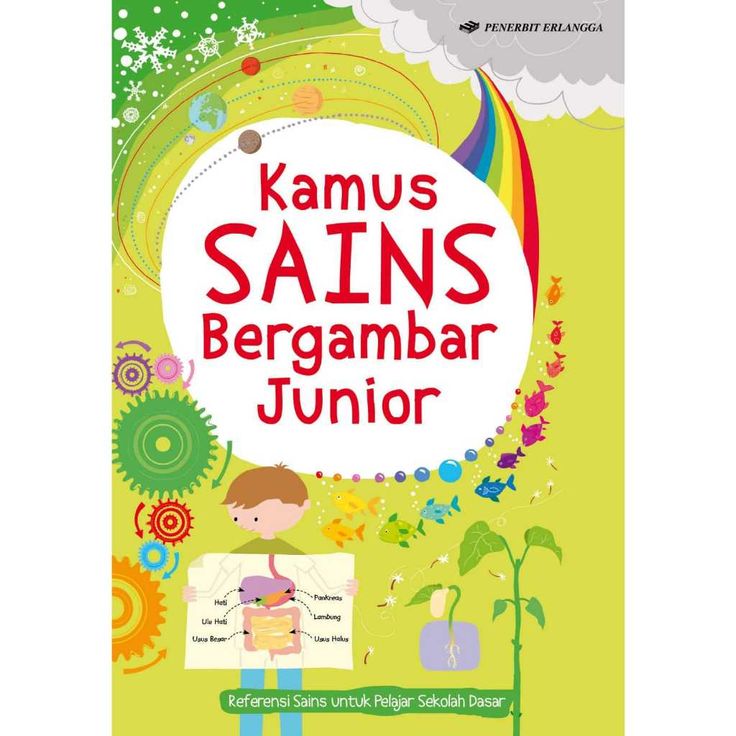 PENERBIT ERLANGGA
Kamus
SAINS
Bergambar
Junior
Hati
Pankreas
Ulu Hati
Lambung
Usus Besar
Usus Halus
Referensi Sains untuk Pelajar Sekolah Dasar